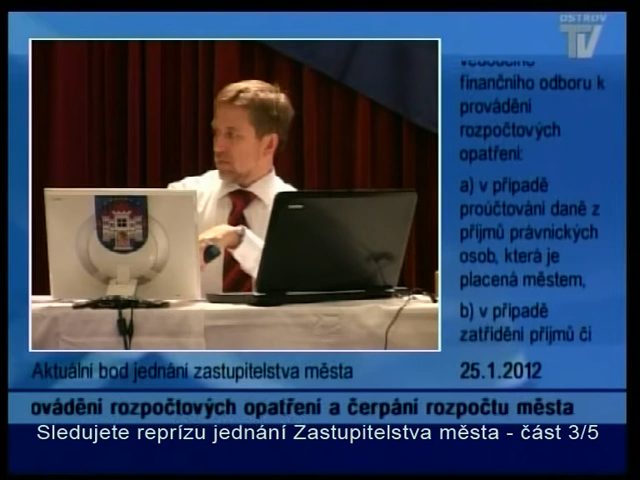 OSTROV
TV
vedoucího
finančního odboru k
provádění
rozpočtových
opatření:
a) v případě
proúčtování daně z
příjmů právnických
osob, která je
placená městem,
b) v případě
zatřídění příjmů či
Aktuální bod jednání zastupitelstva města
25.1.2012
ovádění rozpočtových opatření a čerpání rozpočtu města
Sledujete reprízu jednání Zastupitelstva města - část 3/5